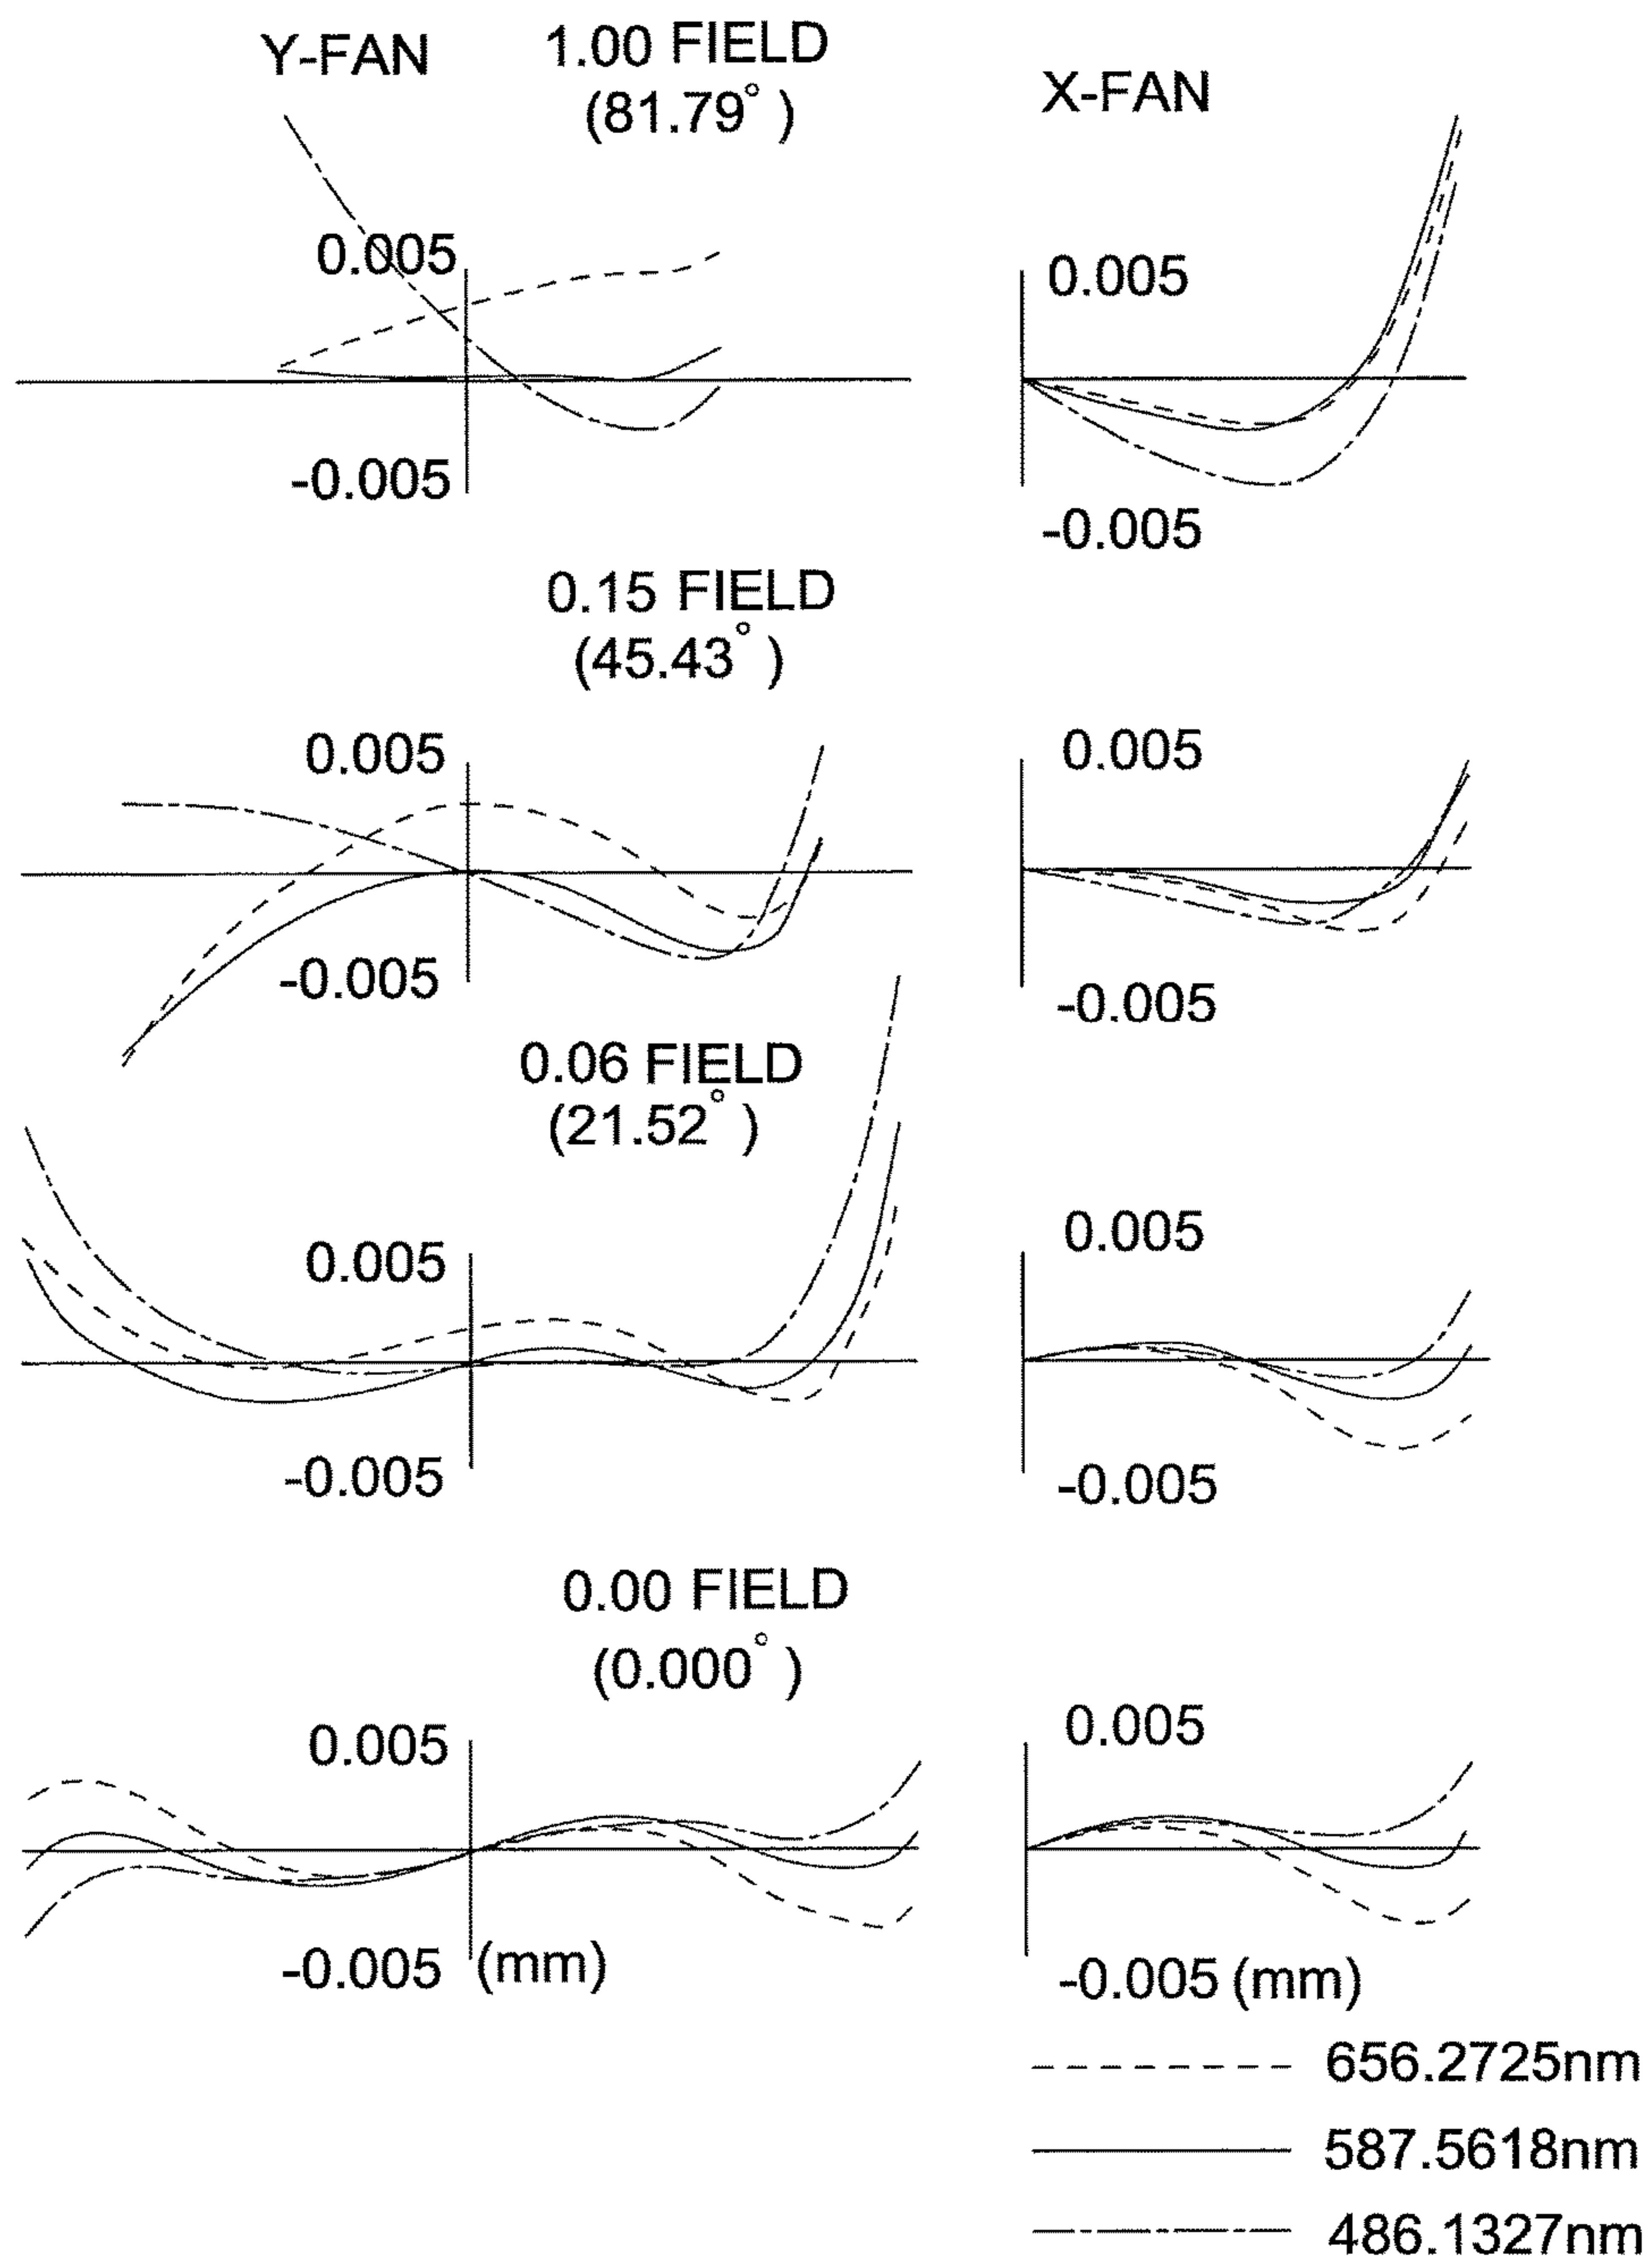 Y-FAN 1.00 FIELD
(81.79°) X-FAN
0.005 0.005
-0.005 -0.005
0.15 FIELD
(45.43°)
0.005 0.005
-0.005 -0.005
0.06 FIELD
(21.52°)
0.005 0.005
-0.005 -0.005
0.00 FIELD
(0.000°)
0.005 0.005
-0.005 (mm) -0.005 (mm)
656.2725nm
587.5618nm
486.1327nm